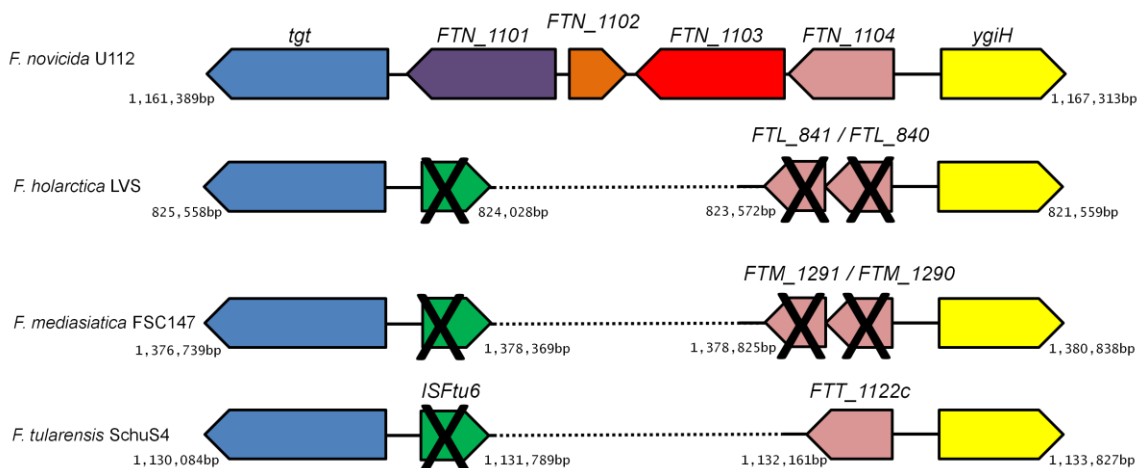 tgt FTN_1101 FTN_1102 FTN_1103 FTN_1104 ygiH
F. novicida U112
1,161,389bp 1,167,313bp
FTL_841 / FTL_840
F. holarctica LVS
825,558bp 824,028bp 823,572bp 821,559bp
FTM_1291 / FTM_1290
F. mediasiatica FSC147
1,376,739bp 1,378,369bp 1,378,825bp 1,380,838bp
ISFtu6 FTT_1122c
F. tularensis SchuS4
1,130,084bp 1,131,789bp 1,132,161bp 1,133,827bp